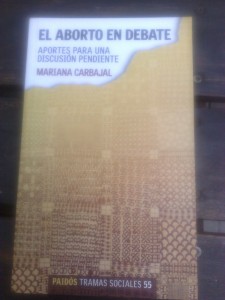 EL ABORTO EN DEBATE
APORTES PARA UNA
DISCUSIÓN PENDIENTE
MARIANA CARBAJAL
PAIDÓS TRAMAS SOCIALES 55